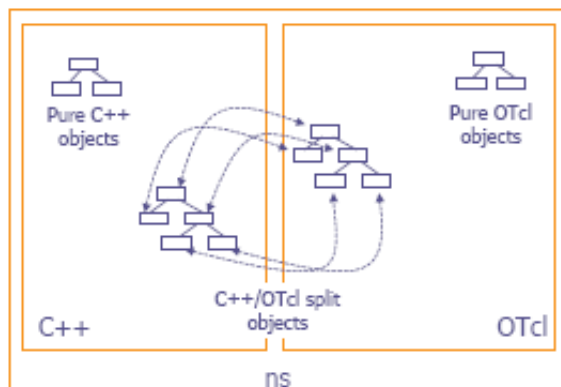 Pure C++
objects
Pure OTcl
objects
C++/OTcl split
objects
C++
OTcl
ns